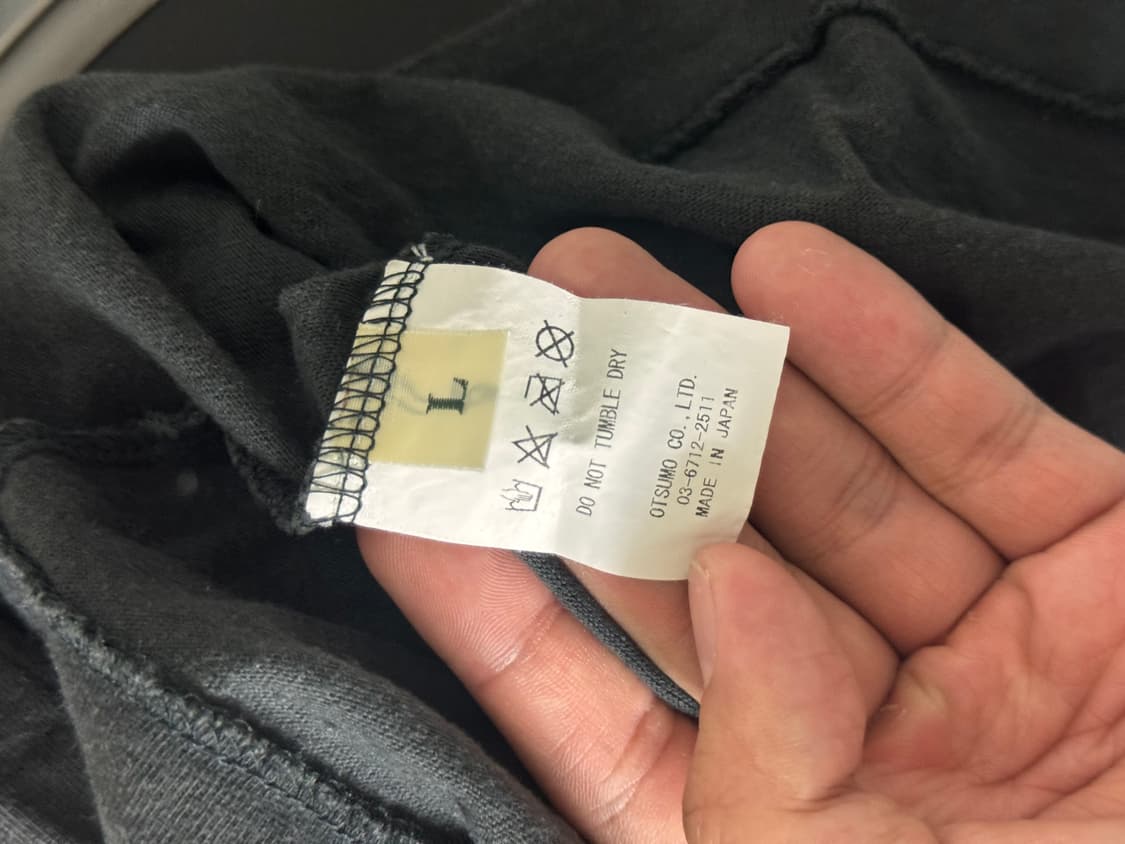 L
DO NOT TUMBLE DRY
OTSUMO CO.,LTD.
03-6712-2511
MADE IN JAPAN